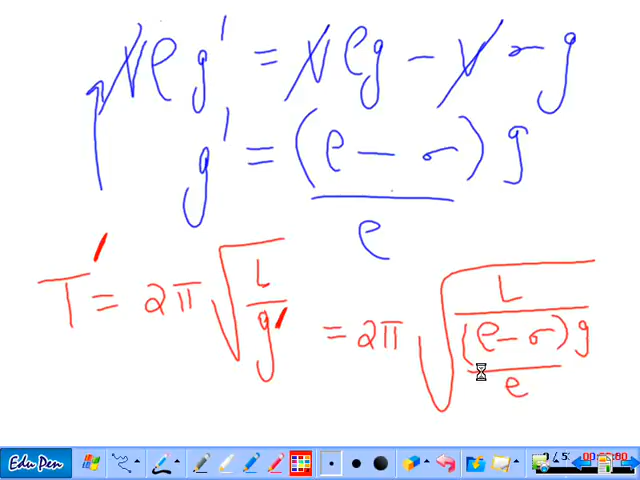 Vρg' = Vρg - Vσg
g' = (ρ - σ)g / ρ
T' = 2π√(L/g') = 2π√(L/((ρ - σ)g/ρ))
Edu Pen